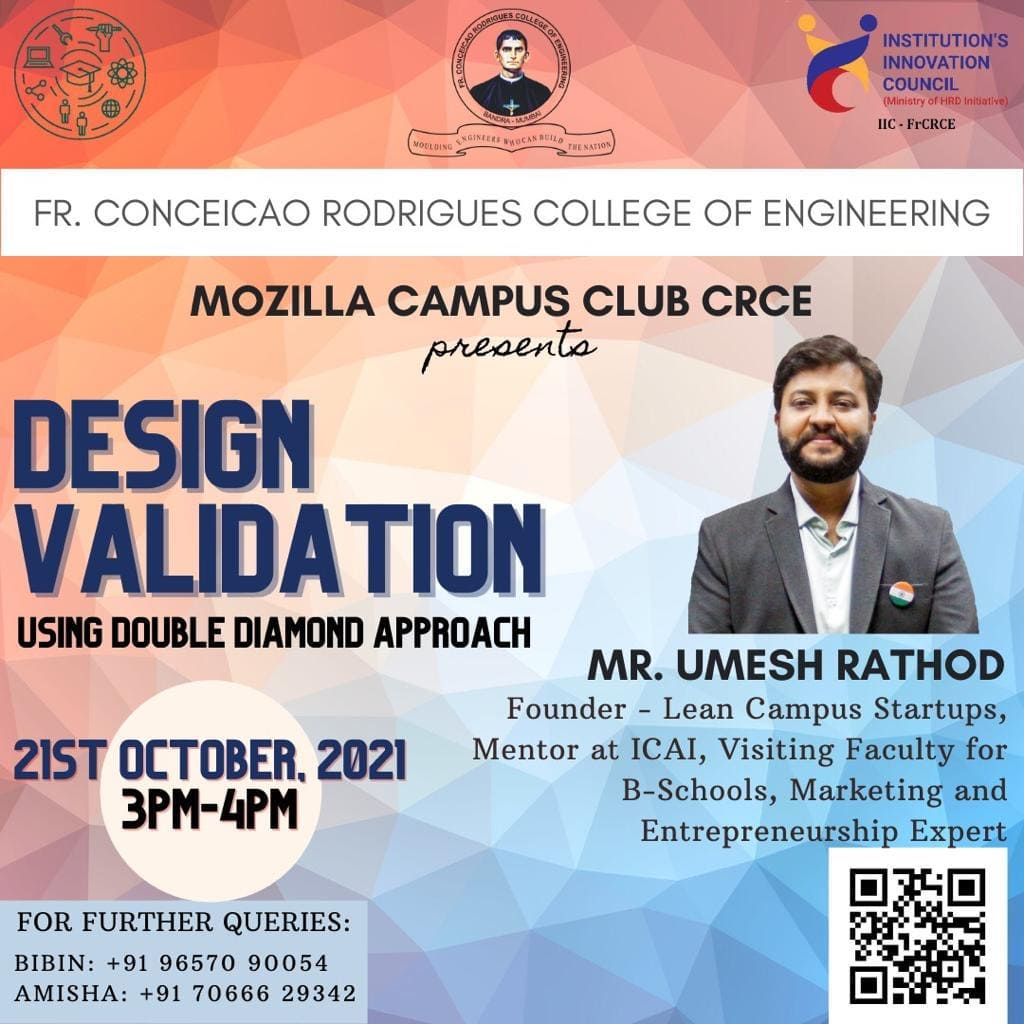 FR. CONCEICAO RODRIGUES COLLEGE OF ENGINEERING
BANDRA - MUMBAI
MOULDING ENGINEERS WHO CAN BUILD THE NATION
INSTITUTION'S
INNOVATION
COUNCIL
(Ministry of HRD Initiative)
IIC - FrCRCE
FR. CONCEICAO RODRIGUES COLLEGE OF ENGINEERING
MOZILLA CAMPUS CLUB CRCE
presents
DESIGN
VALIDATION
USING DOUBLE DIAMOND APPROACH
MR. UMESH RATHOD
Founder - Lean Campus Startups,
Mentor at ICAI, Visiting Faculty for
B-Schools, Marketing and
Entrepreneurship Expert
21ST OCTOBER, 2021
3PM-4PM
FOR FURTHER QUERIES:
BIBIN: +91 96570 90054
AMISHA: +91 70666 29342